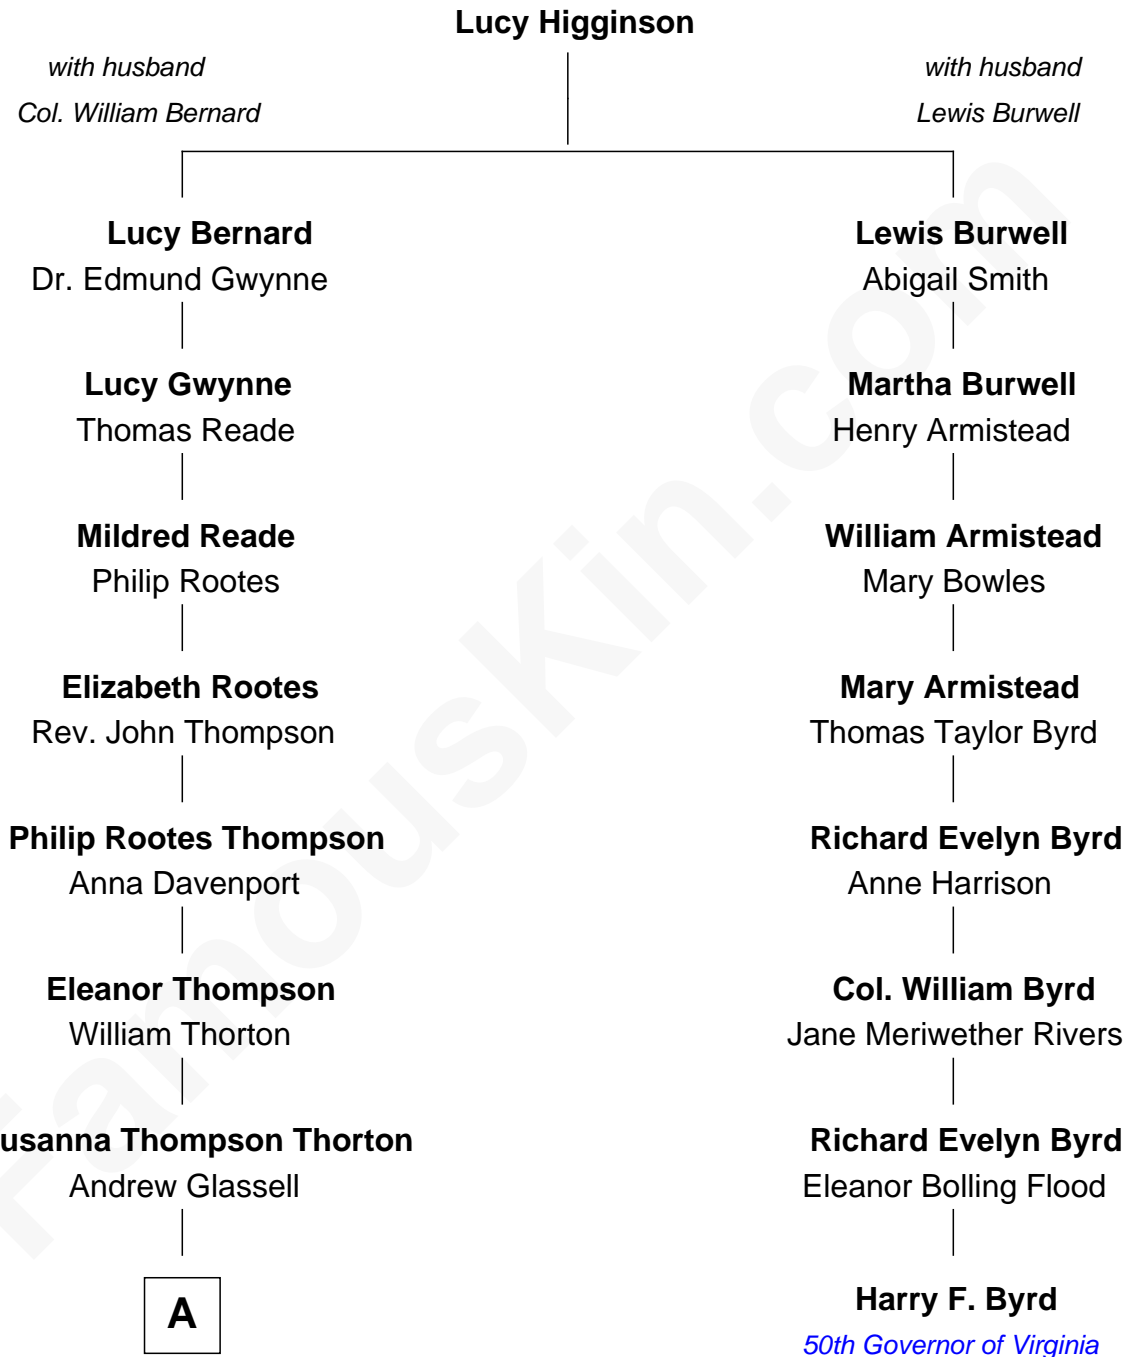 Lucy Higginson
with husband
Col. William Bernard
with husband
Lewis Burwell
Lucy Bernard
Dr. Edmund Gwynne
Lewis Burwell
Abigail Smith
Lucy Gwynne
Thomas Reade
Martha Burwell
Henry Armistead
Mildred Reade
Philip Rootes
William Armistead
Mary Bowles
Elizabeth Rootes
Rev. John Thompson
Mary Armistead
Thomas Taylor Byrd
Philip Rootes Thompson
Anna Davenport
Richard Evelyn Byrd
Anne Harrison
Eleanor Thompson
William Thorton
Col. William Byrd
Jane Meriwether Rivers
usanna Thompson Thorton
Andrew Glassell
Richard Evelyn Byrd
Eleanor Bolling Flood
A
Harry F. Byrd
50th Governor of Virginia
FamousKin.com